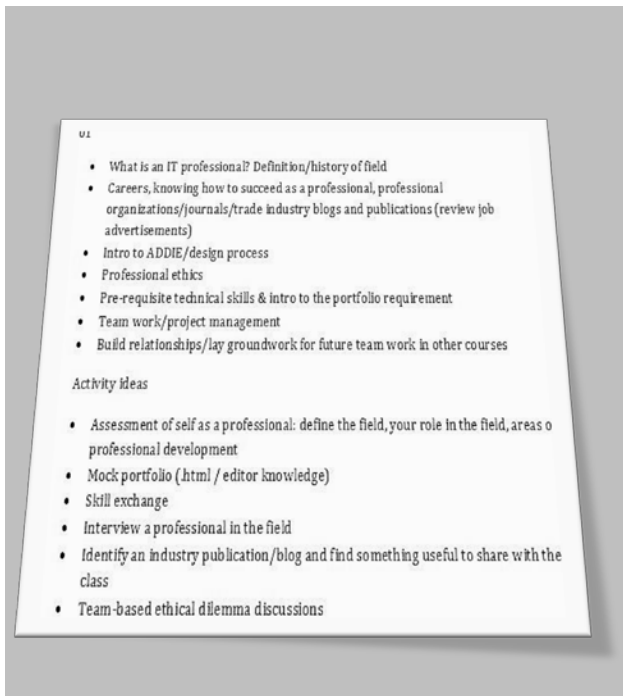 • What is an IT professional? Definition/history of field
• Careers, knowing how to succeed as a professional, professional
organizations/journals/trade industry blogs and publications (review job
advertisements)
• Intro to ADDIE/design process
• Professional ethics
• Pre-requisite technical skills & intro to the portfolio requirement
• Team work/project management
• Build relationships/lay groundwork for future team work in other courses
Activity ideas
• Assessment of self as a professional: define the field, your role in the field, areas o
professional development
• Mock portfolio (.html / editor knowledge)
• Skill exchange
• Interview a professional in the field
• Identify an industry publication/blog and find something useful to share with the
class
• Team-based ethical dilemma discussions